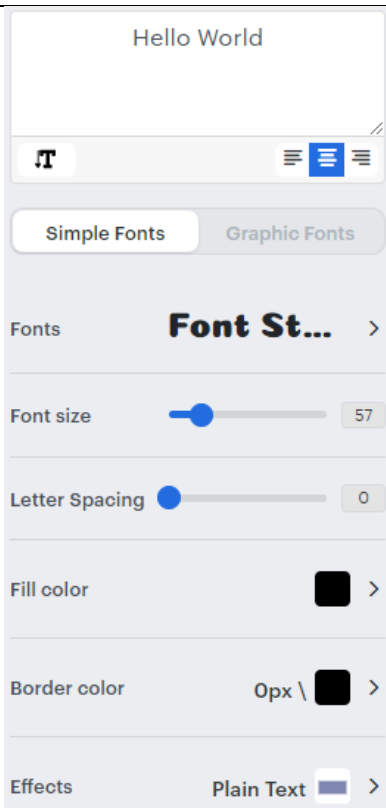 Hello World
Simple Fonts Graphic Fonts
Fonts Font St...
Font size 57
Letter Spacing 0
Fill color
Border color 0px \
Effects Plain Text